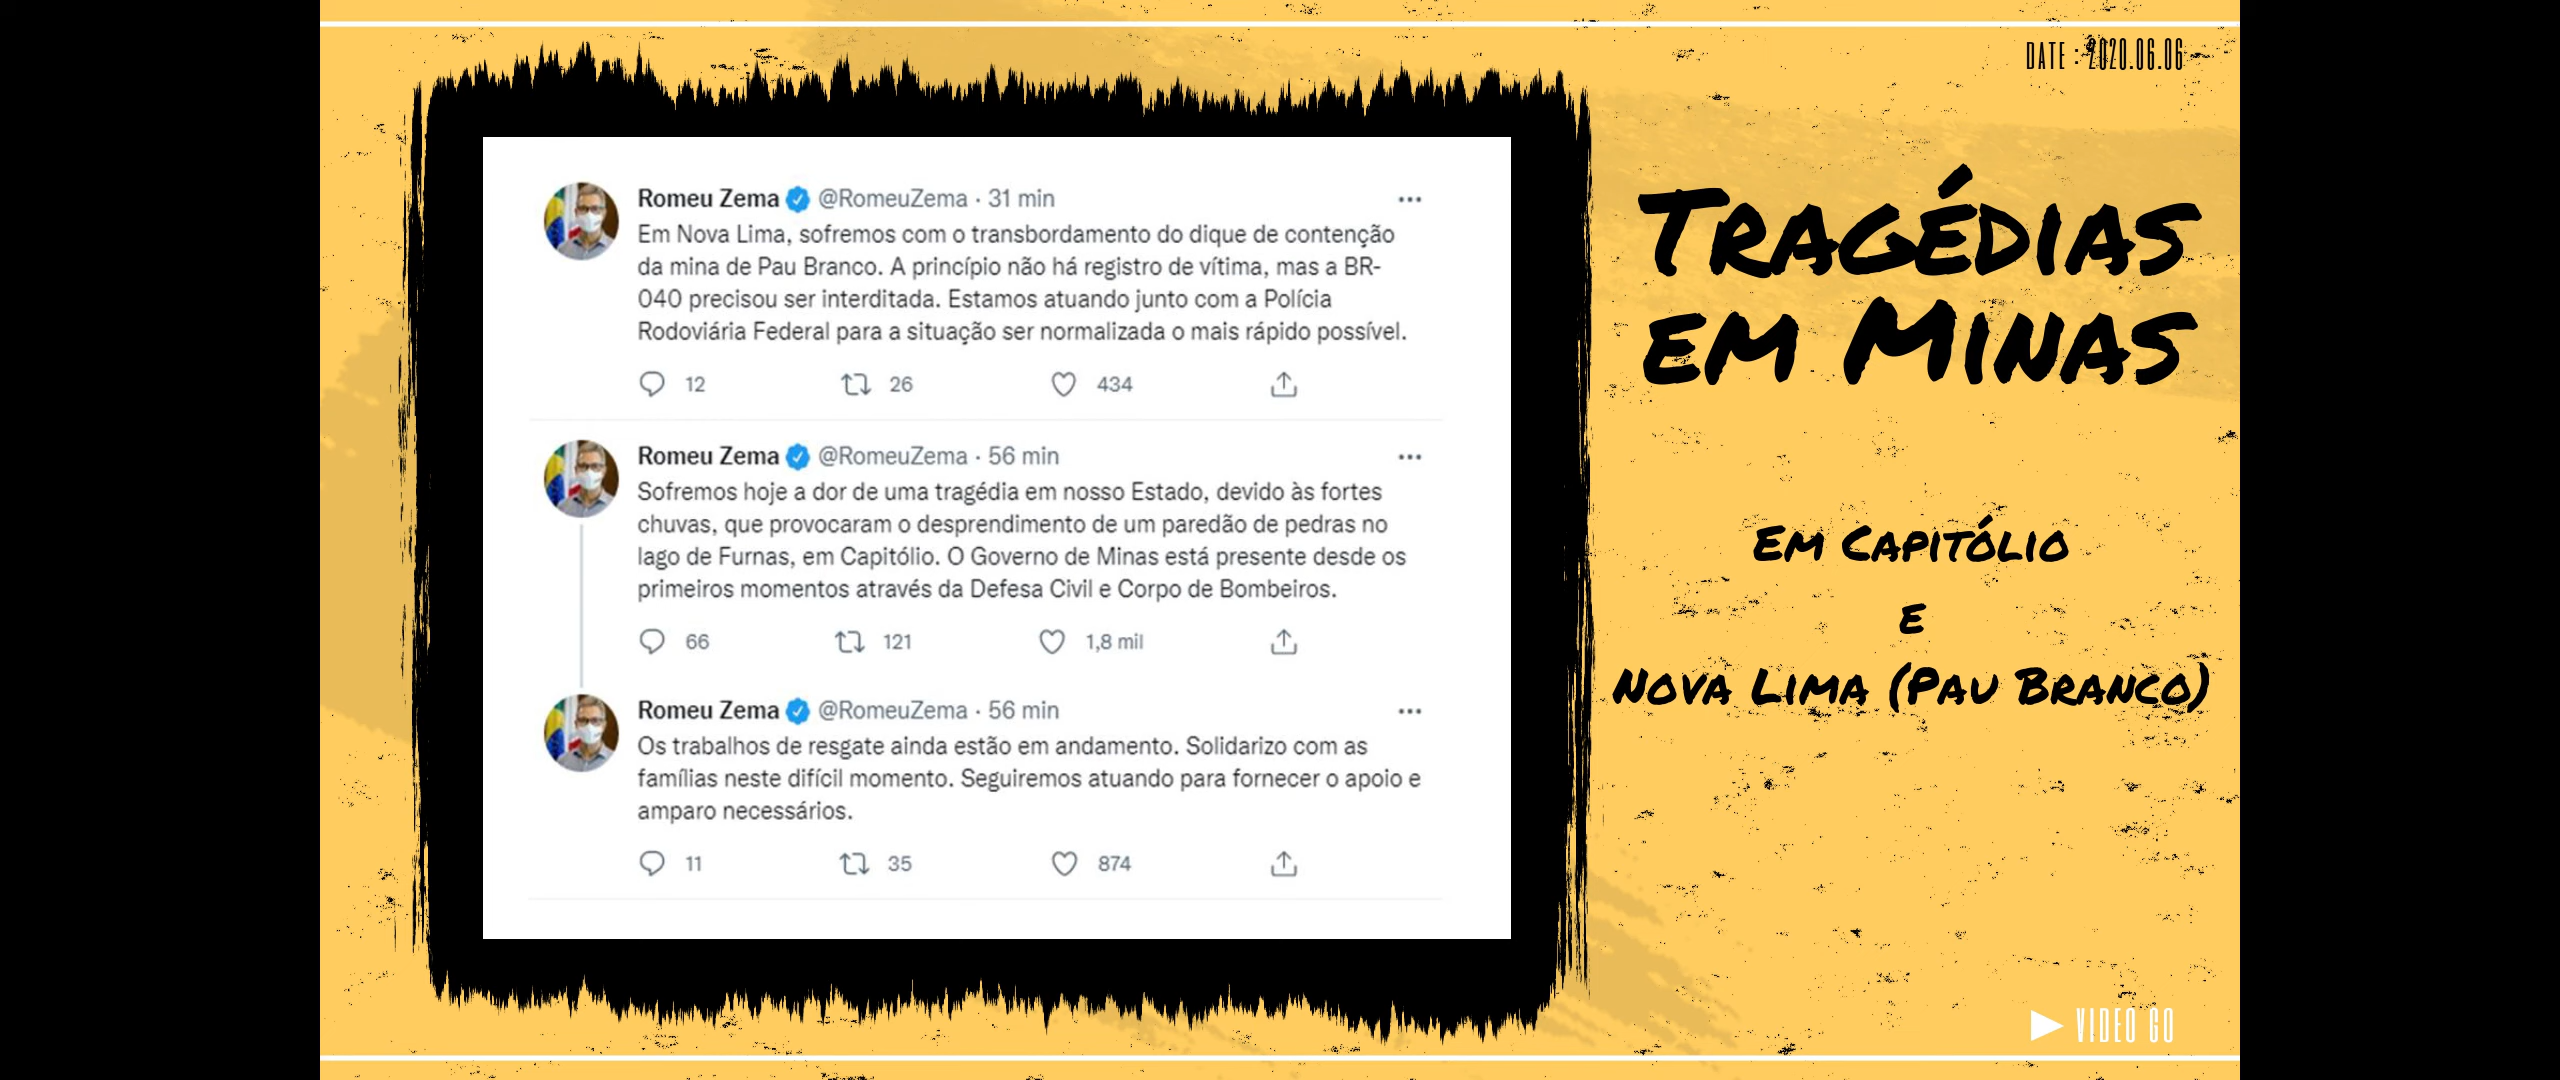 DATE : 2020.06.06
Romeu Zema @RomeuZema · 31 min
Em Nova Lima, sofremos com o transbordamento do dique de contenção
da mina de Pau Branco. A princípio não há registro de vítima, mas a BR-
040 precisou ser interditada. Estamos atuando junto com a Polícia
Rodoviária Federal para a situação ser normalizada o mais rápido possível.
12 26 434
Romeu Zema @RomeuZema · 56 min
Sofremos hoje a dor de uma tragédia em nosso Estado, devido às fortes
chuvas, que provocaram o desprendimento de um paredão de pedras no
lago de Furnas, em Capitólio. O Governo de Minas está presente desde os
primeiros momentos através da Defesa Civil e Corpo de Bombeiros.
66 121 1,8 mil
Romeu Zema @RomeuZema · 56 min
Os trabalhos de resgate ainda estão em andamento. Solidarizo com as
famílias neste difícil momento. Seguiremos atuando para fornecer o apoio e
amparo necessários.
11 35 874
Tragédias
em Minas
Em Capitólio
e
Nova Lima (Pau Branco)
VIDEO GO